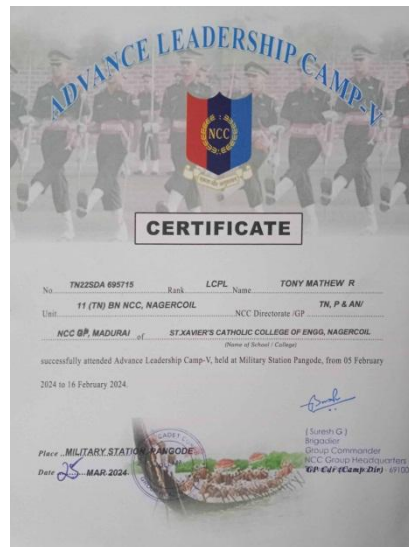 ADVANCE LEADERSHIP CAMP-V
NCC
CERTIFICATE
No TN22SDA 695715 Rank LCPL Name TONY MATHEW R
Unit 11 (TN) BN NCC, NAGERCOIL NCC Directorate /GP TN, P & AN/
NCC GP, MADURAI of ST.XAVIER'S CATHOLIC COLLEGE OF ENGG, NAGERCOIL
(Name of School / College)
successfully attended Advance Leadership Camp-V, held at Military Station Pangode, from 05 February
2024 to 16 February 2024.
( Suresh G )
Brigadier
Group Commander
NCC Group Headquarters
GP Cdr (Camp Dir)
Place MILITARY STATION PANGODE
Date 25 MAR 2024